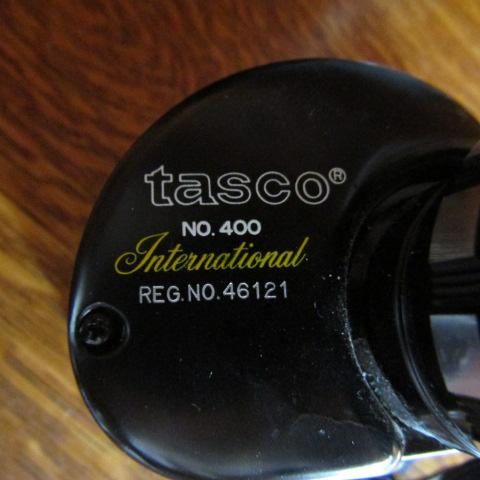 tasco®
NO. 400
International
REG.NO.46121